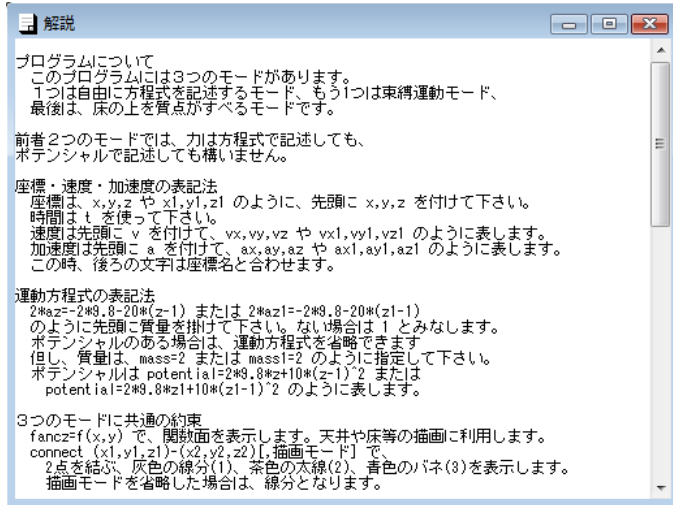 解説
プログラムについて
このプログラムには３つのモードがあります。
１つは自由に方程式を記述するモード、もう1つは束縛運動モード、
最後は、床の上を質点がすべるモードです。
前者２つのモードでは、力は方程式で記述しても、
ポテンシャルで記述しても構いません。
座標・速度・加速度の表記法
座標は、x,y,z や x1,y1,z1 のように、先頭に x,y,z を付けて下さい。
時間は t を使って下さい。
速度は先頭に v を付けて、vx,vy,vz や vx1,vy1,vz1 のように表します。
加速度は先頭に a を付けて、ax,ay,az や ax1,ay1,az1 のように表します。
この時、後ろの文字は座標名と合わせます。
運動方程式の表記法
2*az=-2*9.8-20*(z-1) または 2*az1=-2*9.8-20*(z1-1)
のように先頭に質量を掛けて下さい。ない場合は 1 とみなします。
ポテンシャルのある場合は、運動方程式を省略できます
但し、質量は、mass=2 または mass1=2 のように指定して下さい。
ポテンシャルは potential=2*9.8*z+10*(z-1)^2 または
potential=2*9.8*z1+10*(z1-1)^2 のように表します。
３つのモードに共通の約束
fancz=f(x,y) で、関数面を表示します。天井や床等の描画に利用します。
connect (x1,y1,z1)-(x2,y2,z2)[,描画モード] で、
2点を結ぶ、灰色の線分(1)、茶色の太線(2)、青色のバネ(3)を表示します。
描画モードを省略した場合は、線分となります。